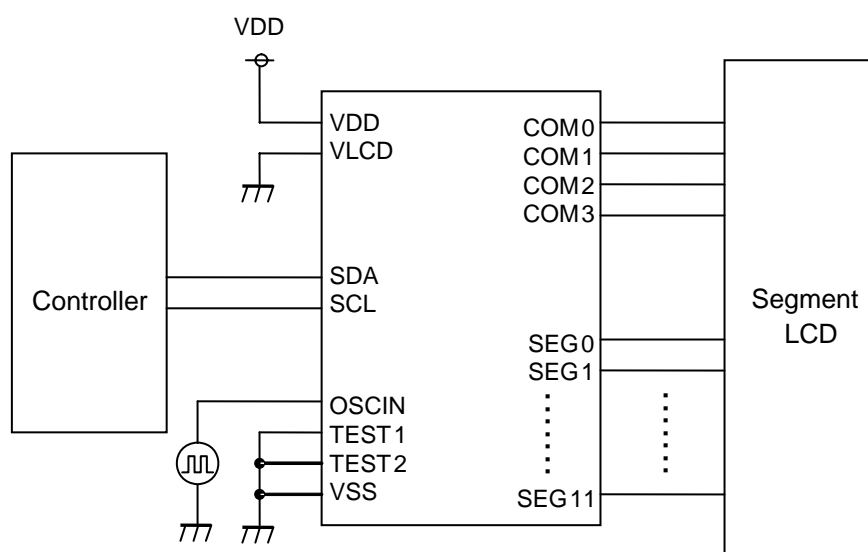 VDD
VDD
VLCD
COM0
COM1
COM2
COM3
Controller
SDA
SCL
Segment
LCD
SEG0
SEG1
OSCIN
TEST1
TEST2
VSS
SEG11